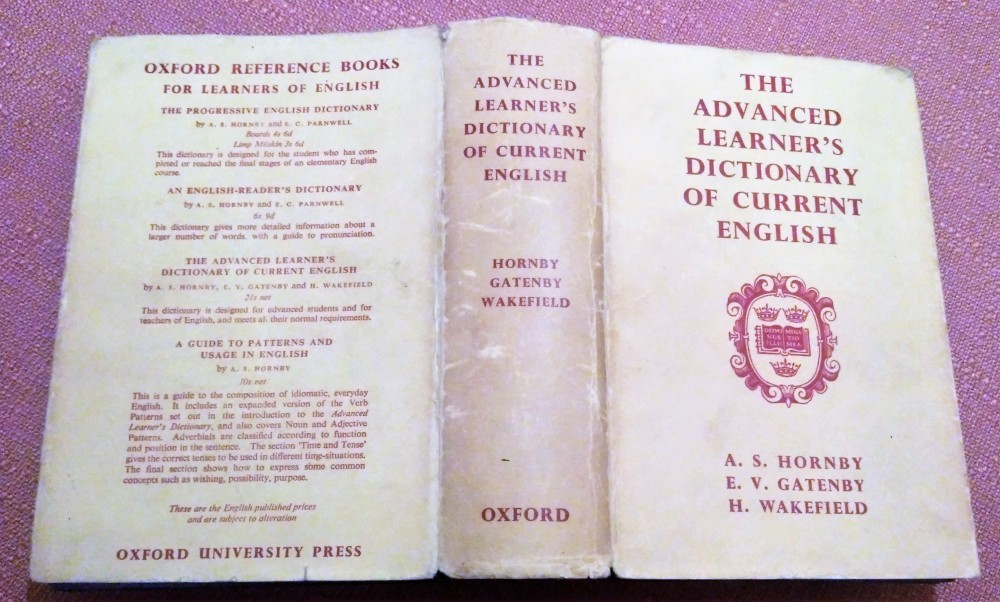 OXFORD REFERENCE BOOKS
FOR LEARNERS OF ENGLISH
THE PROGRESSIVE ENGLISH DICTIONARY
by A. S. HORNBY and E. C. PARNWELL
Boards 4s 6d
Limp Milskin 3s 6d
This dictionary is designed for the student who has com-
pleted or reached the final stages of an elementary English
course.
AN ENGLISH-READER'S DICTIONARY
by A. S. HORNBY and E. C. PARNWELL
6s 9d
This dictionary gives more detailed information about a
larger number of words, with a guide to pronunciation.
THE ADVANCED LEARNER'S
DICTIONARY OF CURRENT ENGLISH
by A. S. HORNBY, E. V. GATENBY and H. WAKEFIELD
21s net
This dictionary is designed for advanced students and for
teachers of English, and meets all their normal requirements.
A GUIDE TO PATTERNS AND
USAGE IN ENGLISH
by A. S. HORNBY
10s net
This is a guide to the composition of idiomatic, everyday
English. It includes an expanded version of the Verb
Patterns set out in the introduction to the Advanced
Learner's Dictionary, and also covers Noun and Adjective
Patterns. Adverbials are classified according to function
and position in the sentence. The section 'Time and Tense'
gives the correct tenses to be used in different time-situations.
The final section shows how to express some common
concepts such as wishing, possibility, purpose.
These are the English published prices
and are subject to alteration
OXFORD UNIVERSITY PRESS
THE
ADVANCED
LEARNER'S
DICTIONARY
OF CURRENT
ENGLISH
HORNBY
GATENBY
WAKEFIELD
OXFORD
THE
ADVANCED
LEARNER'S
DICTIONARY
OF CURRENT
ENGLISH
DOMI MINA
NUS TIO
ILLU MEA
A. S. HORNBY
E. V. GATENBY
H. WAKEFIELD